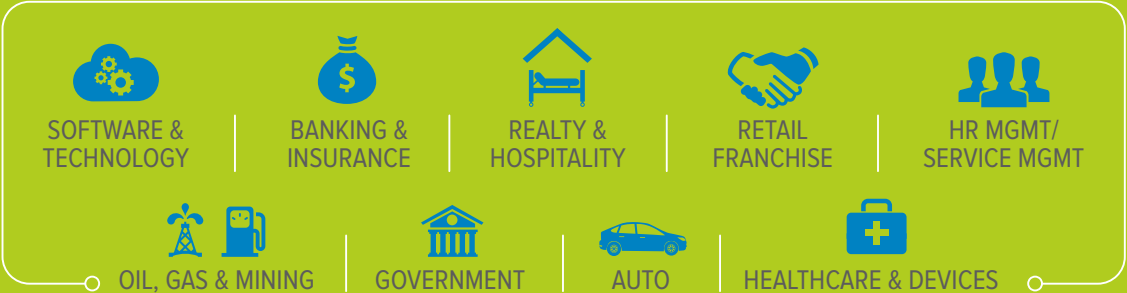 SOFTWARE &
TECHNOLOGY
BANKING &
INSURANCE
REALTY &
HOSPITALITY
RETAIL
FRANCHISE
HR MGMT/
SERVICE MGMT
$
OIL, GAS & MINING
GOVERNMENT
AUTO
HEALTHCARE & DEVICES